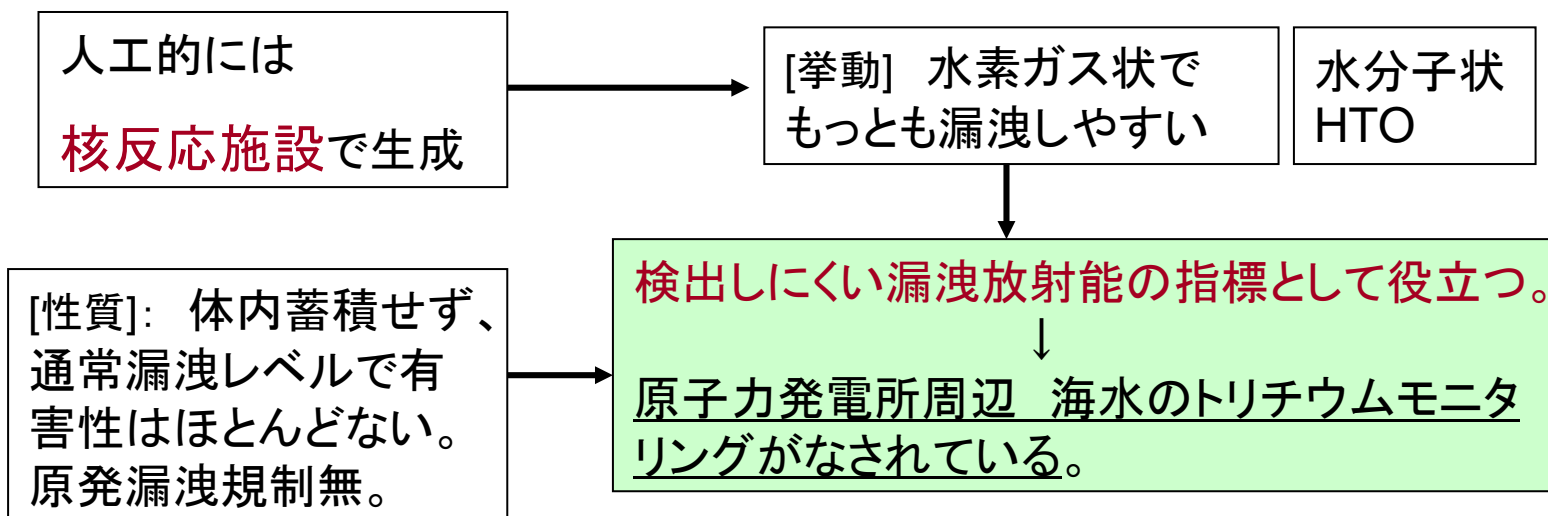 人工的には
核反応施設で生成
[挙動]　水素ガス状で
もっとも漏洩しやすい
水分子状
HTO
[性質]:　体内蓄積せず、
通常漏洩レベルで有
害性はほとんどない。
原発漏洩規制無。
検出しにくい漏洩放射能の指標として役立つ。
↓
原子力発電所周辺　海水のトリチウムモニタ
リングがなされている。